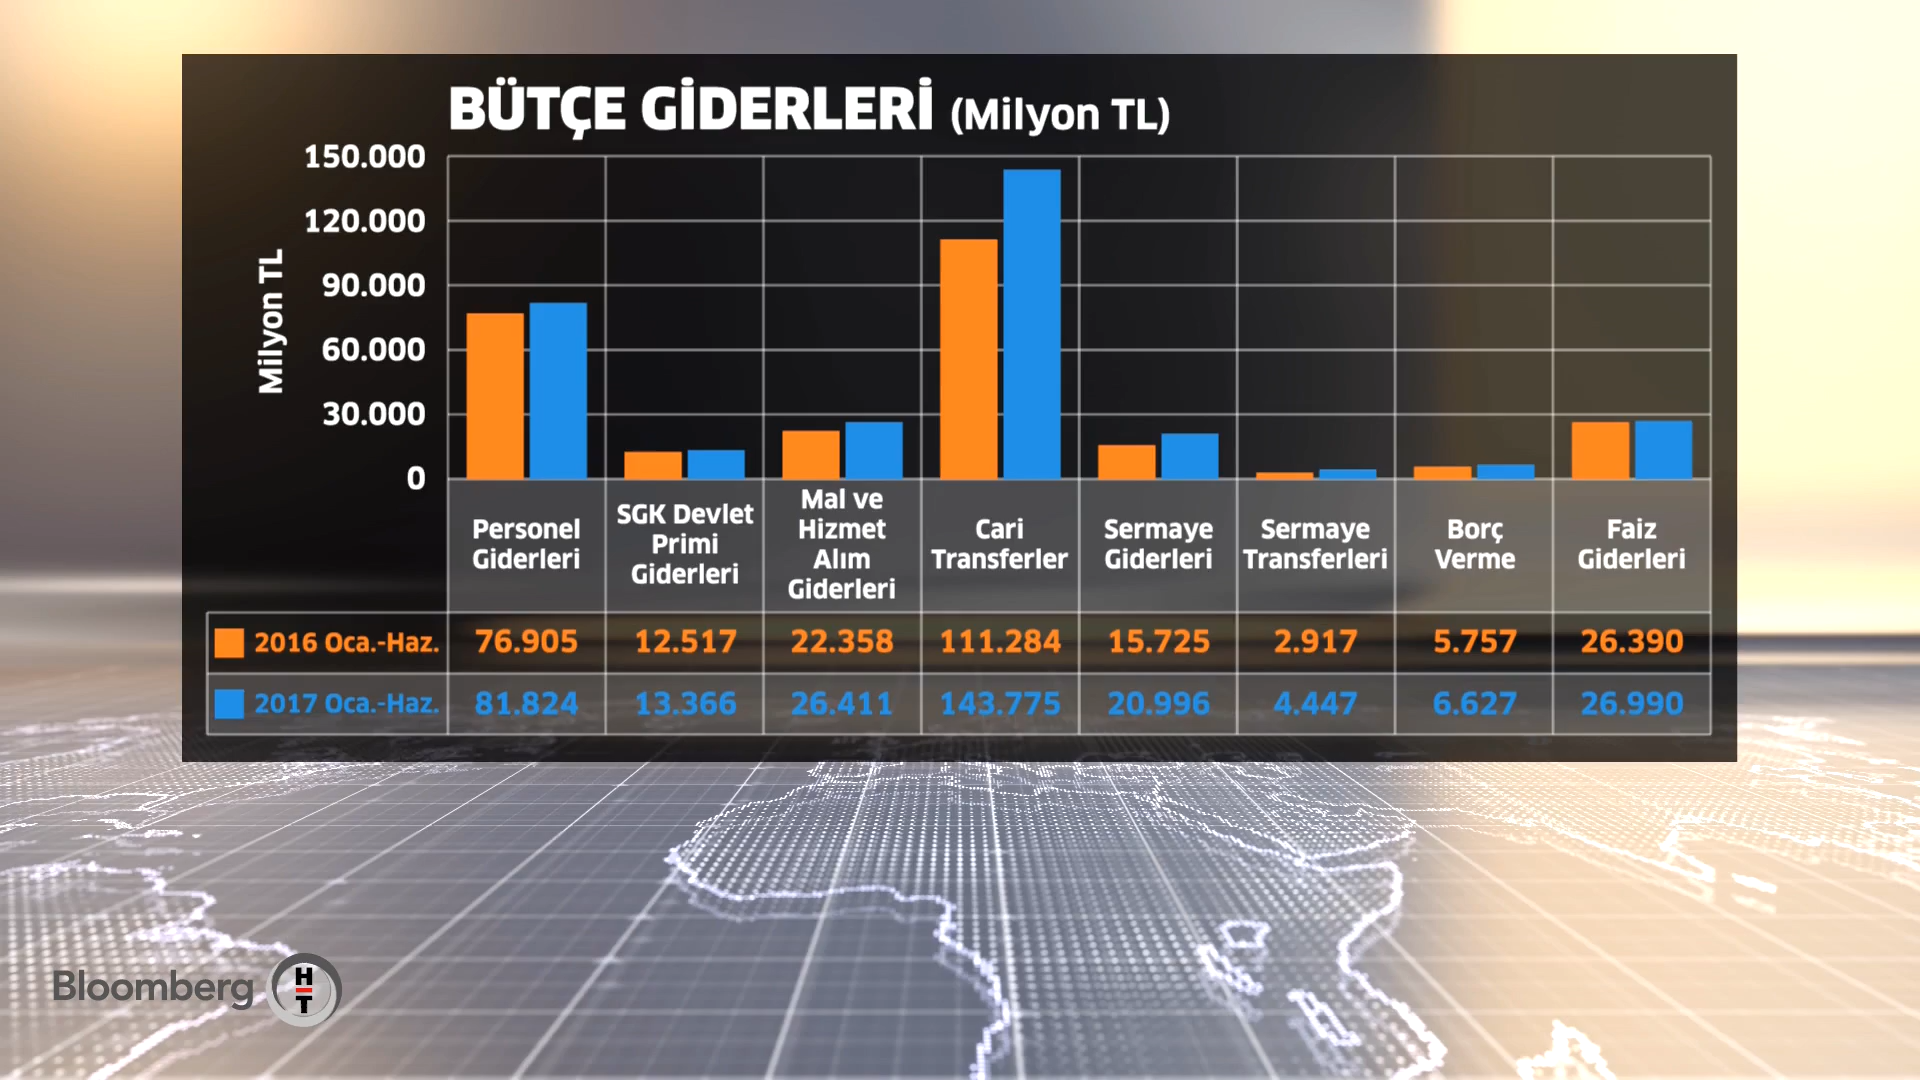 BÜTÇE GİDERLERİ (Milyon TL)
Milyon TL
150.000
120.000
90.000
60.000
30.000
0
Personel
Giderleri
SGK Devlet
Primi
Giderleri
Mal ve
Hizmet
Alım
Giderleri
Cari
Transferler
Sermaye
Giderleri
Sermaye
Transferleri
Borç
Verme
Faiz
Giderleri
2016 Oca.-Haz. 76.905 12.517 22.358 111.284 15.725 2.917 5.757 26.390
2017 Oca.-Haz. 81.824 13.366 26.411 143.775 20.996 4.447 6.627 26.990
Bloomberg HT